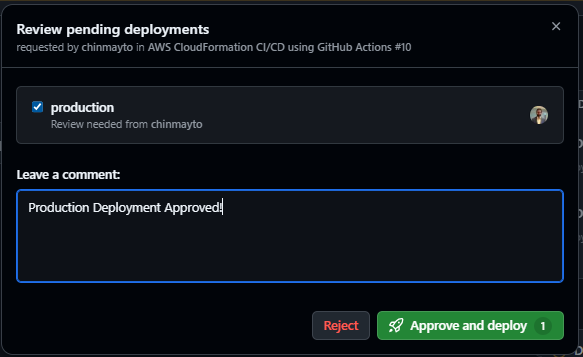 Review pending deployments
requested by chinmayto in AWS CloudFormation CI/CD using GitHub Actions #10
production
Review needed from chinmayto
Leave a comment:
Production Deployment Approved!
Reject
Approve and deploy 1